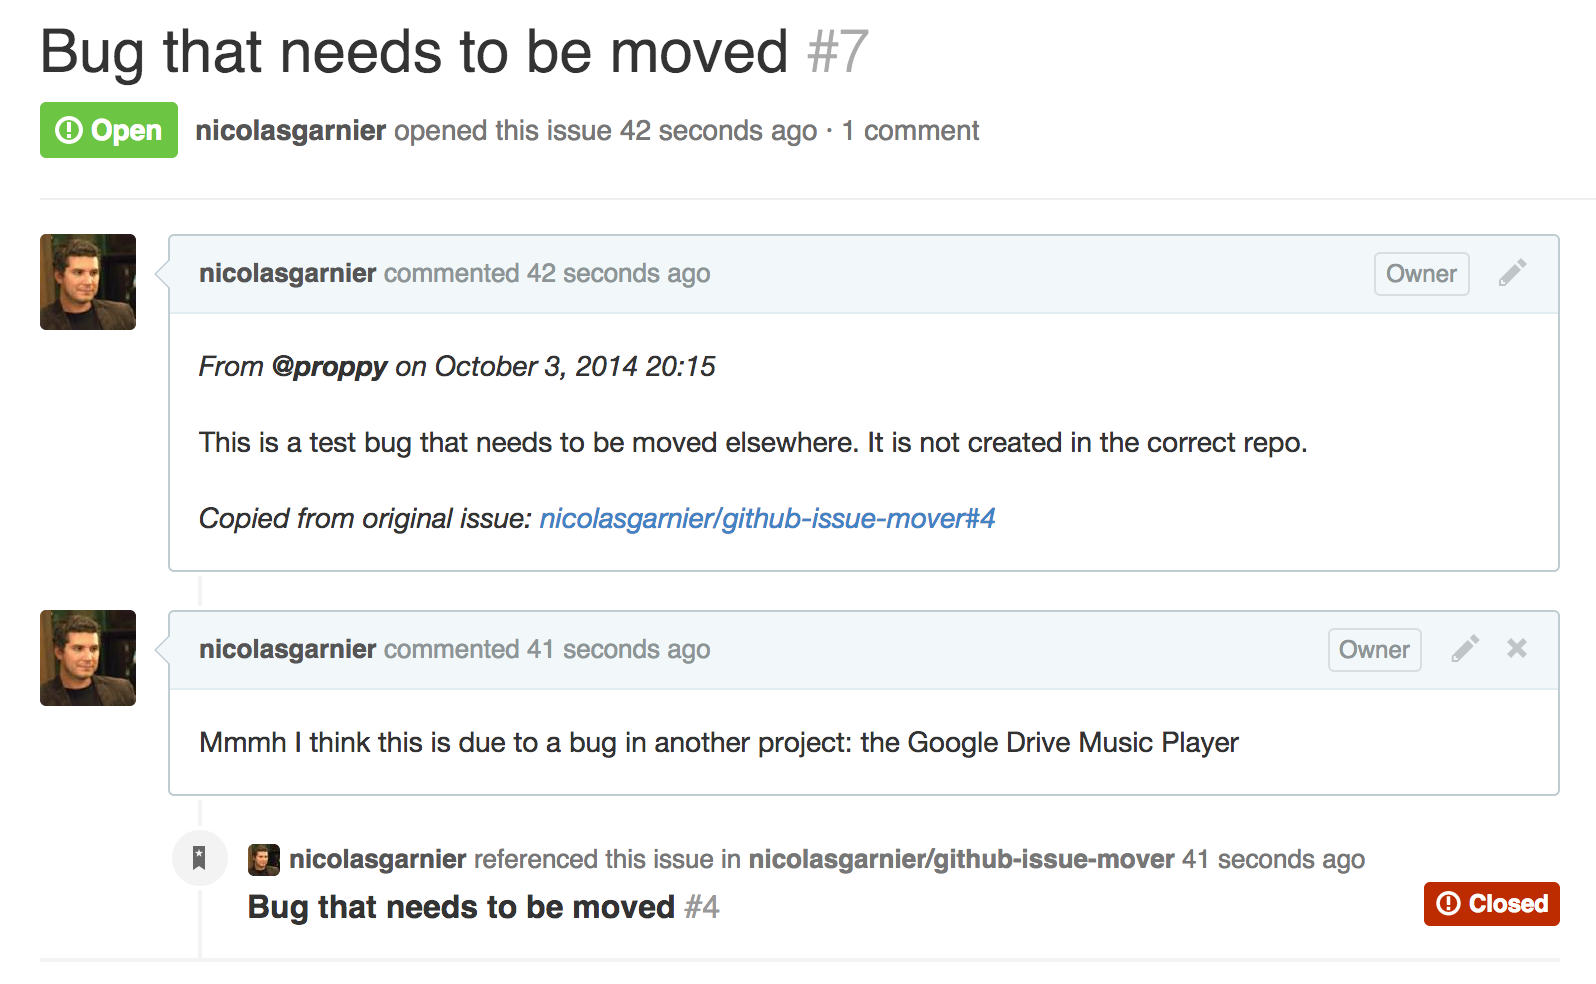 Bug that needs to be moved #7
Open nicolasgarnier opened this issue 42 seconds ago · 1 comment
nicolasgarnier commented 42 seconds ago Owner
From @proppy on October 3, 2014 20:15
This is a test bug that needs to be moved elsewhere. It is not created in the correct repo.
Copied from original issue: nicolasgarnier/github-issue-mover#4
nicolasgarnier commented 41 seconds ago Owner
Mmmh I think this is due to a bug in another project: the Google Drive Music Player
nicolasgarnier referenced this issue in nicolasgarnier/github-issue-mover 41 seconds ago
Bug that needs to be moved #4 Closed